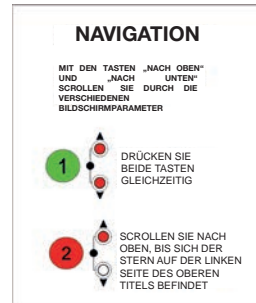 NAVIGATION
MIT DEN TASTEN „NACH OBEN“
UND „NACH UNTEN“
SCROLLEN SIE DURCH DIE
VERSCHIEDENEN
BILDSCHIRMPARAMETER
1
DRÜCKEN SIE
BEIDE TASTEN
GLEICHZEITIG
2
SCROLLEN SIE NACH
OBEN, BIS SICH DER
STERN AUF DER LINKEN
SEITE DES OBEREN
TITELS BEFINDET